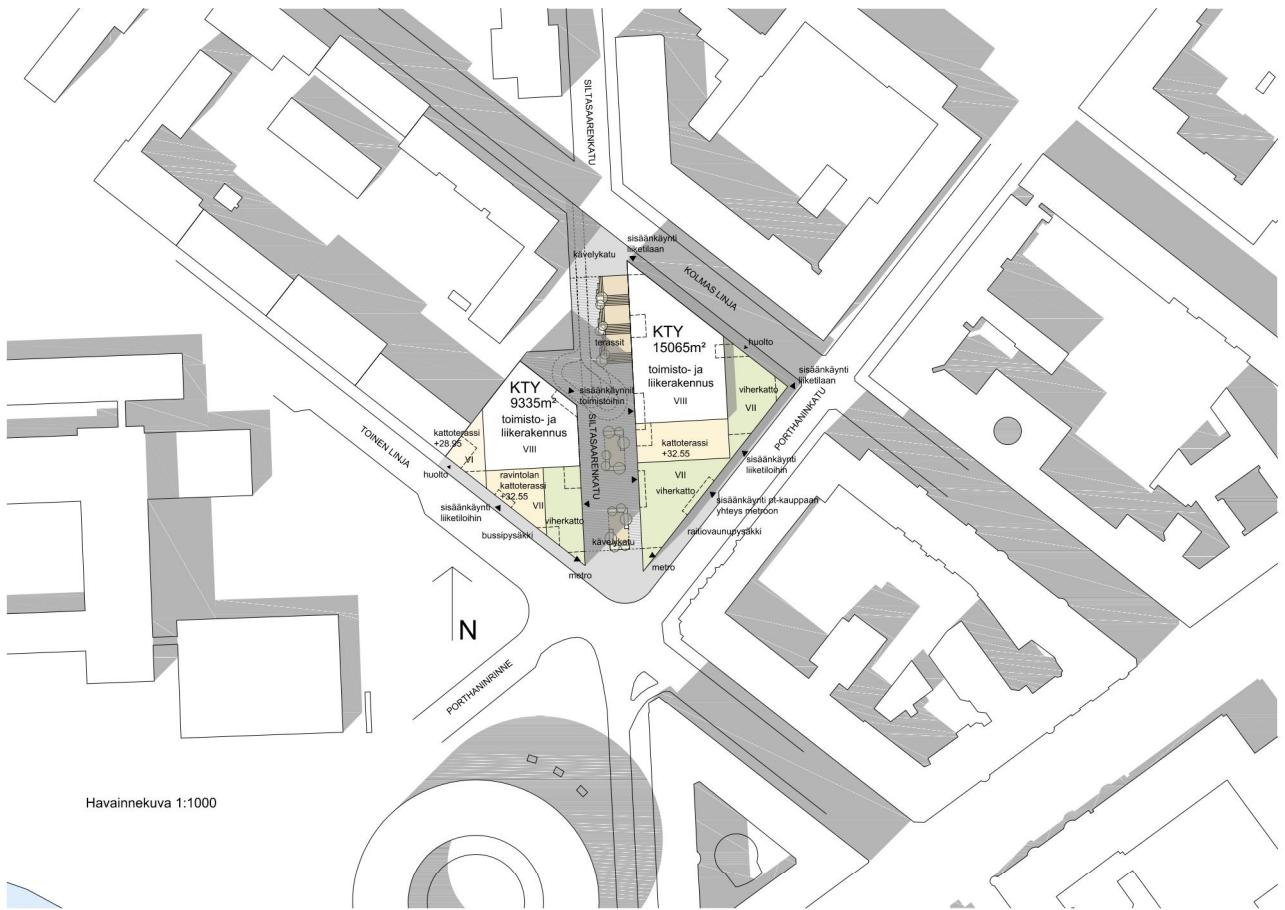 SILTASAARENKATU
sisäänkäynti
liiketilaan
kävelykatu
KOLMAS LINJA
KTY
15065m²
toimisto- ja
liikerakennus
VIII
terassit
huolto
sisäänkäynti
liiketilaan
viherkatto
VII
PORTHANINKATU
KTY
9335m²
toimisto- ja
liikerakennus
VIII
sisäänkäynnit
toimistoihin
SILTASAARENKATU
TOINEN LINJA
kattoterassi
+28.95
VI
huolto
kattoterassi
+32.55
sisäänkäynti
liiketiloihin
ravintolan
kattoterassi
+32.55
VII
viherkatto
VII
viherkatto
sisäänkäynti pt-kauppaan
yhteys metroon
sisäänkäynti
liiketiloihin
raitiovaunupysäkki
bussipysäkki
kävelykatu
metro
metro
N
PORTHANINRINNE
Havainnekuva 1:1000